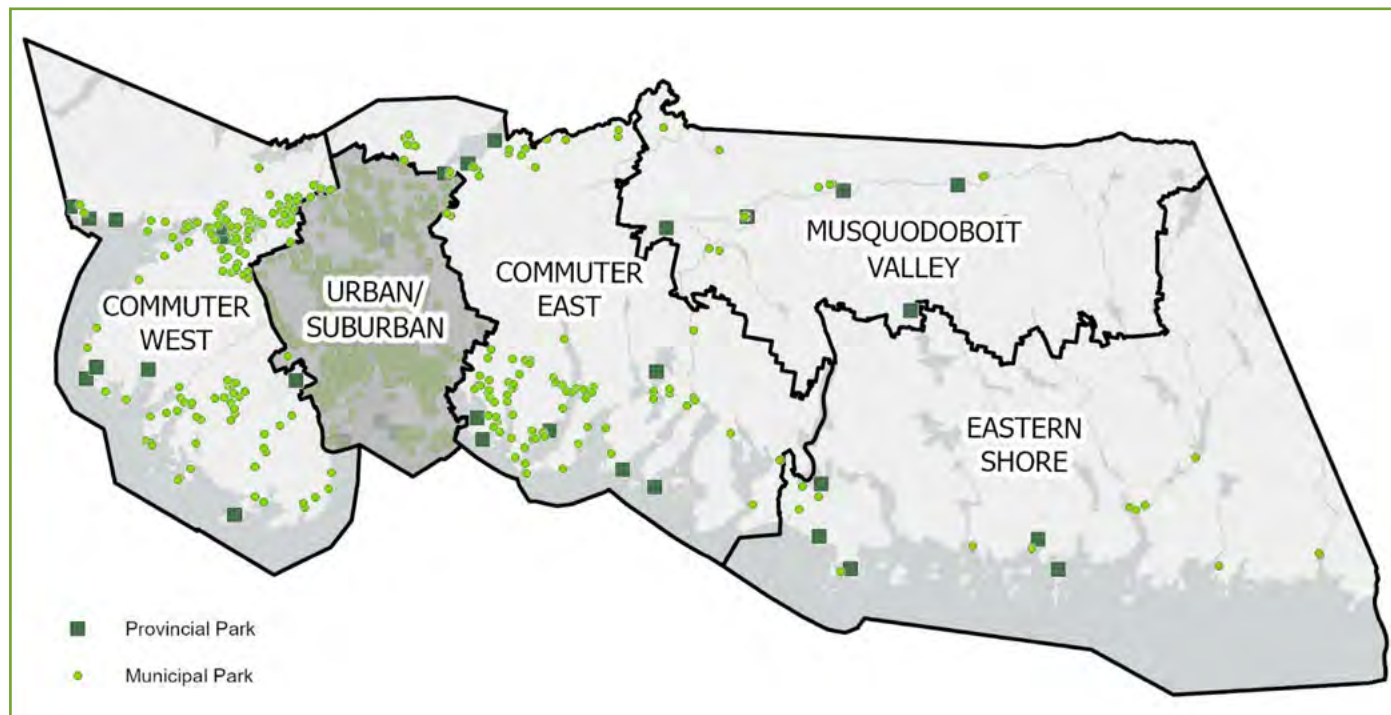 MUSQUODOBOIT
VALLEY
COMMUTER
EAST
URBAN/
SUBURBAN
COMMUTER
WEST
EASTERN
SHORE
Provincial Park
Municipal Park